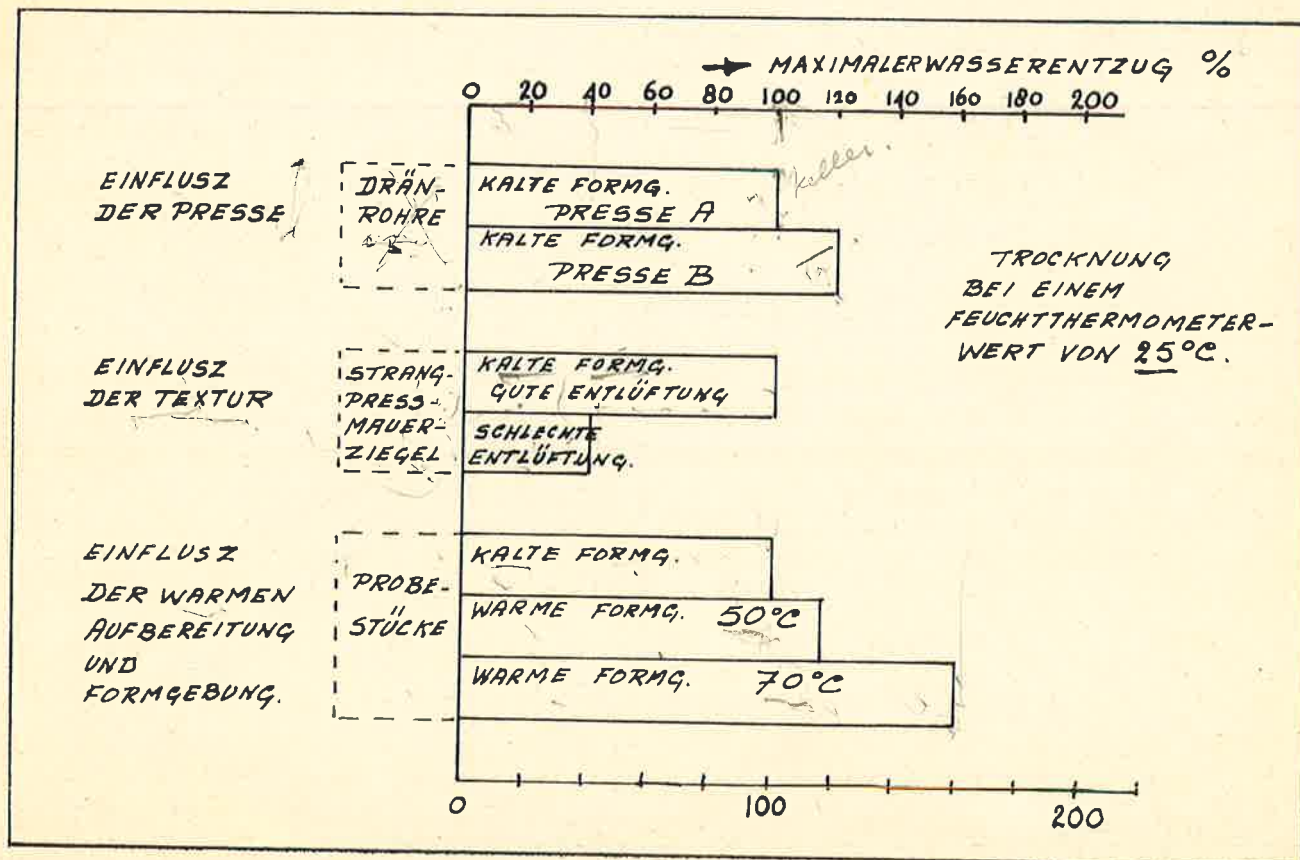 → MAXIMALERWASSERENTZUG %
0 20 40 60 80 100 120 140 160 180 200
Keller.
EINFLUSZ
DER PRESSE
DRÄN-
ROHRE
KALTE FORMG.
PRESSE A
KALTE FORMG.
PRESSE B
TROCKNUNG
BEI EINEM
FEUCHTTHERMOMETER-
WERT VON 25°C.
EINFLUSZ
DER TEXTUR
STRANG-
PRESS-
MAUER-
ZIEGEL
KALTE FORMG.
GUTE ENTLÜFTUNG
SCHLECHTE
ENTLÜFTUNG.
EINFLUSZ
DER WARMEN
AUFBEREITUNG
UND
FORMGEBUNG.
PROBE-
STÜCKE
KALTE FORMG.
WARME FORMG. 50°C
WARME FORMG. 70°C
0 100 200